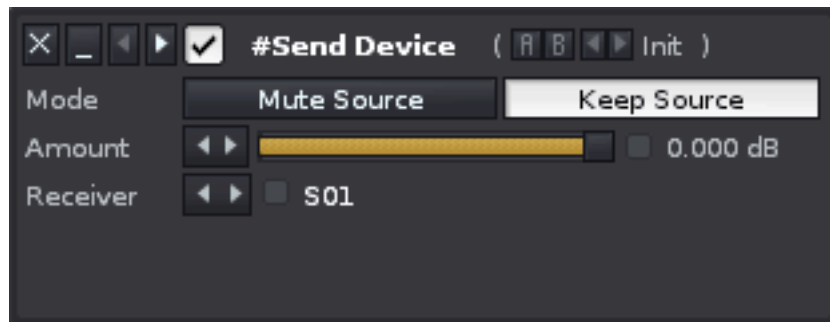 #Send Device ( A B Init )
Mode Mute Source Keep Source
Amount 0.000 dB
Receiver S01